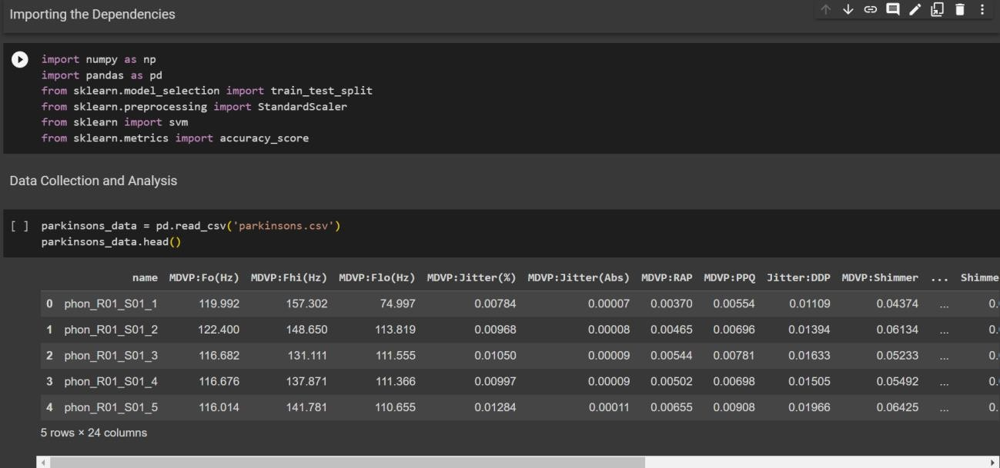 Importing the Dependencies
import numpy as np
import pandas as pd
from sklearn.model_selection import train_test_split
from sklearn.preprocessing import StandardScaler
from sklearn import svm
from sklearn.metrics import accuracy_score
Data Collection and Analysis
[ ] parkinsons_data = pd.read_csv('parkinsons.csv')
parkinsons_data.head()
name MDVP:Fo(Hz) MDVP:Fhi(Hz) MDVP:Flo(Hz) MDVP:Jitter(%) MDVP:Jitter(Abs) MDVP:RAP MDVP:PPQ Jitter:DDP MDVP:Shimmer ... Shimme
0 phon_R01_S01_1 119.992 157.302 74.997 0.00784 0.00007 0.00370 0.00554 0.01109 0.04374 ... 0.
1 phon_R01_S01_2 122.400 148.650 113.819 0.00968 0.00008 0.00465 0.00696 0.01394 0.06134 ... 0.
2 phon_R01_S01_3 116.682 131.111 111.555 0.01050 0.00009 0.00544 0.00781 0.01633 0.05233 ... 0.
3 phon_R01_S01_4 116.676 137.871 111.366 0.00997 0.00009 0.00502 0.00698 0.01505 0.05492 ... 0.
4 phon_R01_S01_5 116.014 141.781 110.655 0.01284 0.00011 0.00655 0.00908 0.01966 0.06425 ... 0.
5 rows × 24 columns